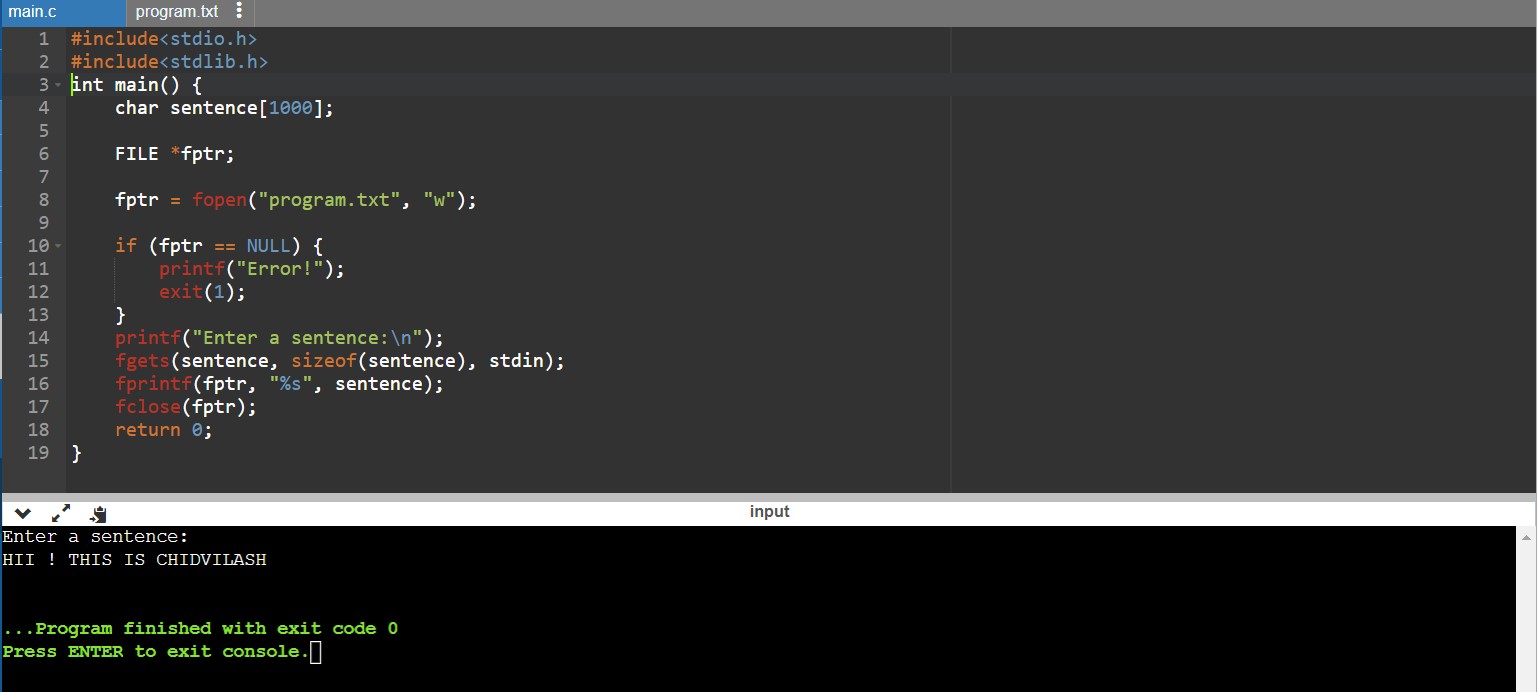 main.c program.txt
1 #include<stdio.h>
2 #include<stdlib.h>
3 int main() {
4     char sentence[1000];
5
6     FILE *fptr;
7
8     fptr = fopen("program.txt", "w");
9
10     if (fptr == NULL) {
11         printf("Error!");
12         exit(1);
13     }
14     printf("Enter a sentence:\n");
15     fgets(sentence, sizeof(sentence), stdin);
16     fprintf(fptr, "%s", sentence);
17     fclose(fptr);
18     return 0;
19 }
input
Enter a sentence:
HII ! THIS IS CHIDVILASH
...Program finished with exit code 0
Press ENTER to exit console.